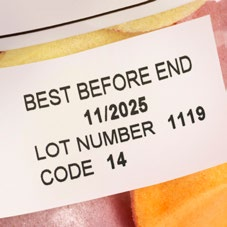 BEST BEFORE END
11/2025
LOT NUMBER 1119
CODE 14